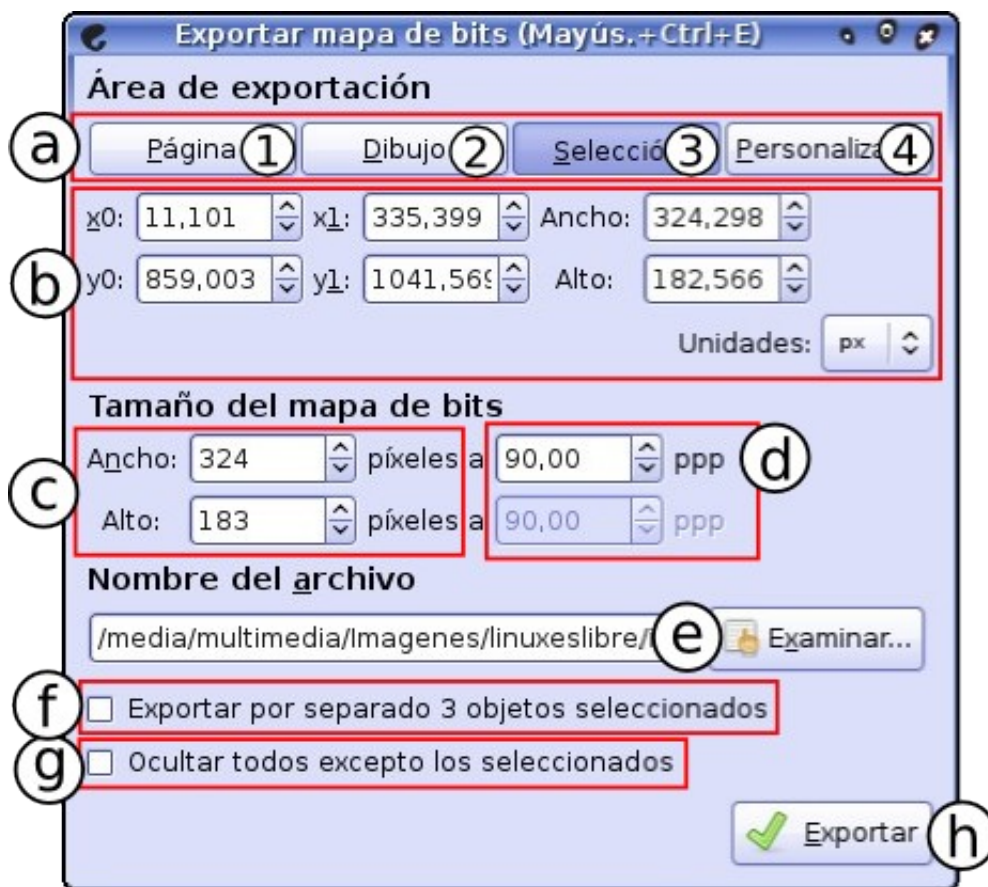 Exportar mapa de bits (Mayús.+Ctrl+E)
Área de exportación
a Página 1 Dibujo 2 3 4
x0: 11,101 x1: 335,399 Ancho: 324,298
b y0: 859,003 y1: 1041,569 Alto: 182,566
Unidades: px
Tamaño del mapa de bits
c Ancho: 324 píxeles a 90,00 ppp d
Alto: 183 píxeles a 90,00 ppp
Nombre del archivo
/media/multimedia/Imagenes/linuxeslibre/ e Examinar...
f Exportar por separado 3 objetos seleccionados
g Ocultar todos excepto los seleccionados
Exportar h